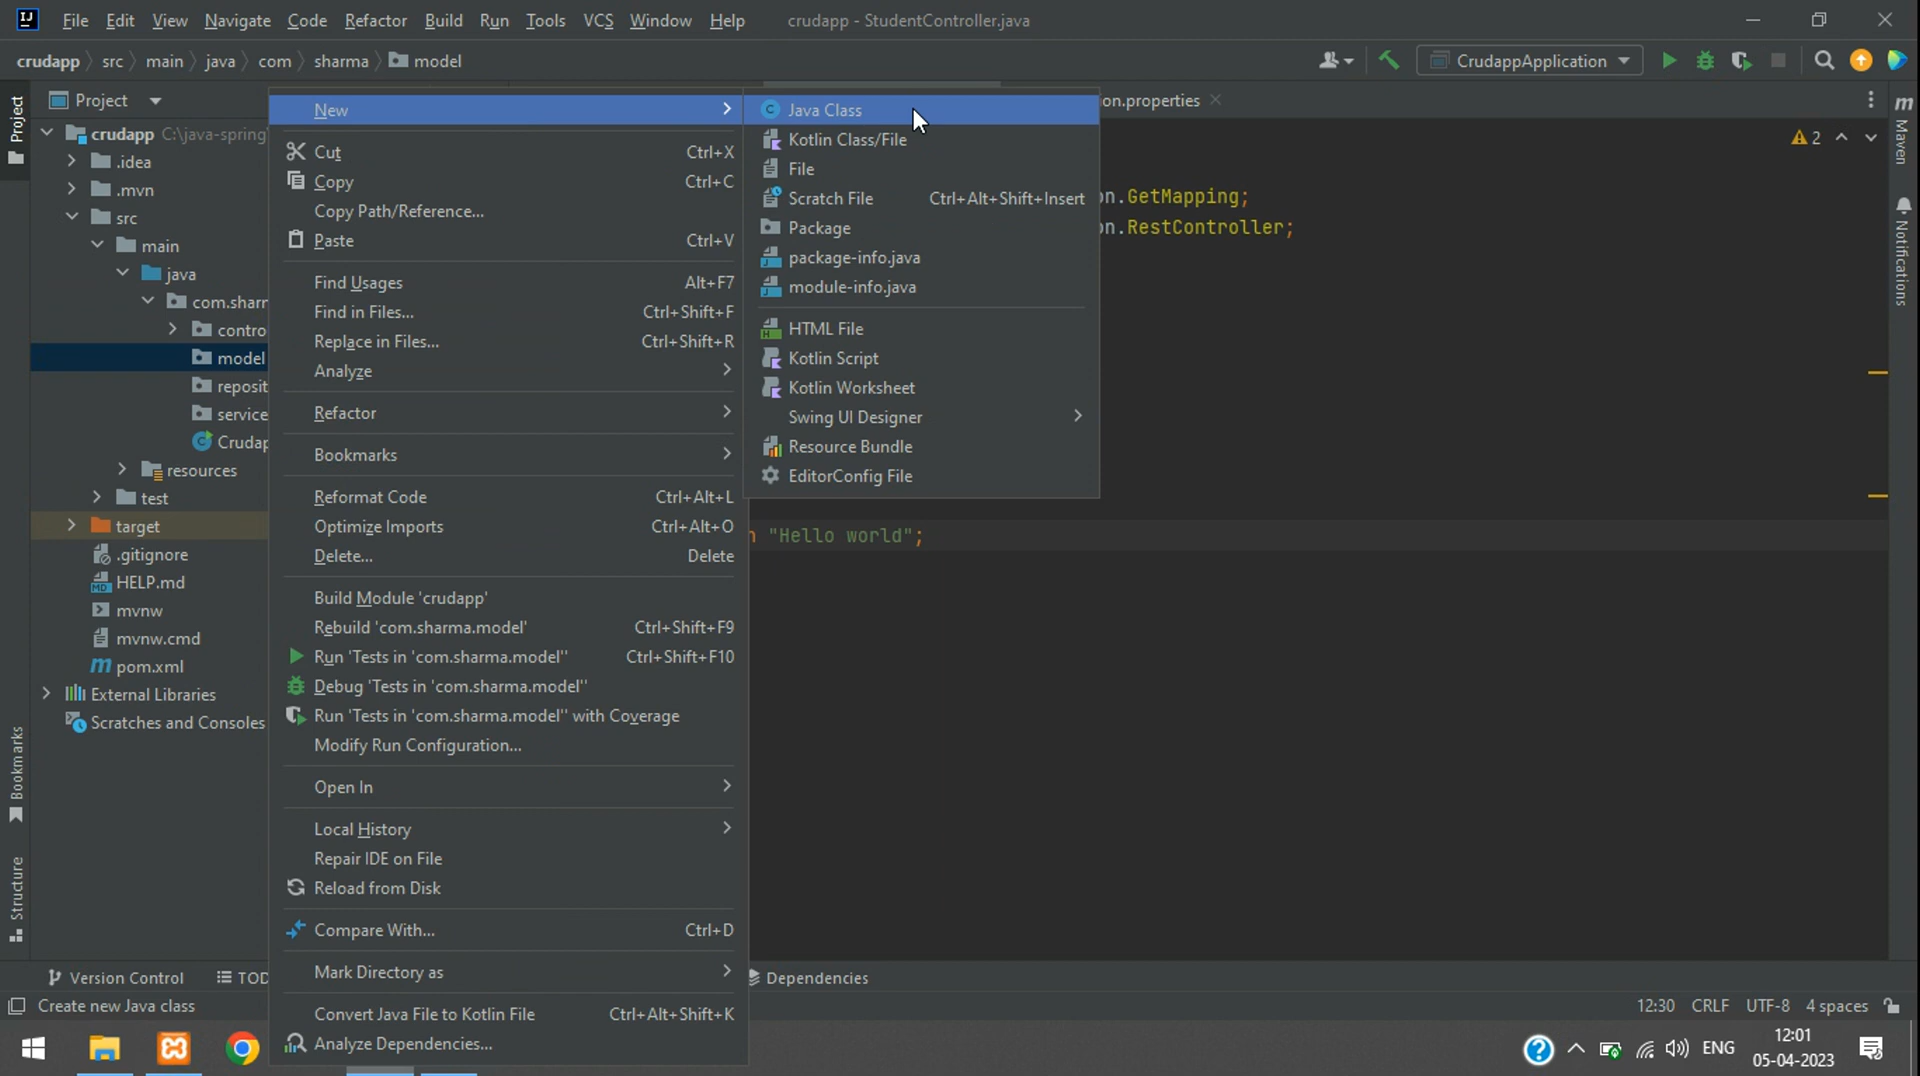 File Edit View Navigate Code Refactor Build Run Tools VCS Window Help crudapp - StudentController.java
crudapp src main java com sharma model
CrudappApplication
Project
crudapp C:\java-spring
.idea
.mvn
src
main
java
com.sharm
contro
model
reposit
service
Crudap
resources
test
target
.gitignore
HELP.md
mvnw
mvnw.cmd
pom.xml
External Libraries
Scratches and Consoles
New
Cut Ctrl+X
Copy Ctrl+C
Copy Path/Reference...
Paste Ctrl+V
Find Usages Alt+F7
Find in Files... Ctrl+Shift+F
Replace in Files... Ctrl+Shift+R
Analyze
Refactor
Bookmarks
Reformat Code Ctrl+Alt+L
Optimize Imports Ctrl+Alt+O
Delete... Delete
Build Module 'crudapp'
Rebuild 'com.sharma.model' Ctrl+Shift+F9
Run 'Tests in 'com.sharma.model'' Ctrl+Shift+F10
Debug 'Tests in 'com.sharma.model''
Run 'Tests in 'com.sharma.model'' with Coverage
Modify Run Configuration...
Open In
Local History
Repair IDE on File
Reload from Disk
Compare With... Ctrl+D
Mark Directory as
Convert Java File to Kotlin File Ctrl+Alt+Shift+K
Analyze Dependencies...
Java Class
Kotlin Class/File
File
Scratch File Ctrl+Alt+Shift+Insert
Package
package-info.java
module-info.java
HTML File
Kotlin Script
Kotlin Worksheet
Swing UI Designer
Resource Bundle
EditorConfig File
on.properties
2
on.GetMapping;
on.RestController;
n "Hello world";
Project
Bookmarks
Structure
m
Maven
Notifications
Version Control TOD Dependencies
Create new Java class 12:30 CRLF UTF-8 4 spaces
ENG 12:01
05-04-2023